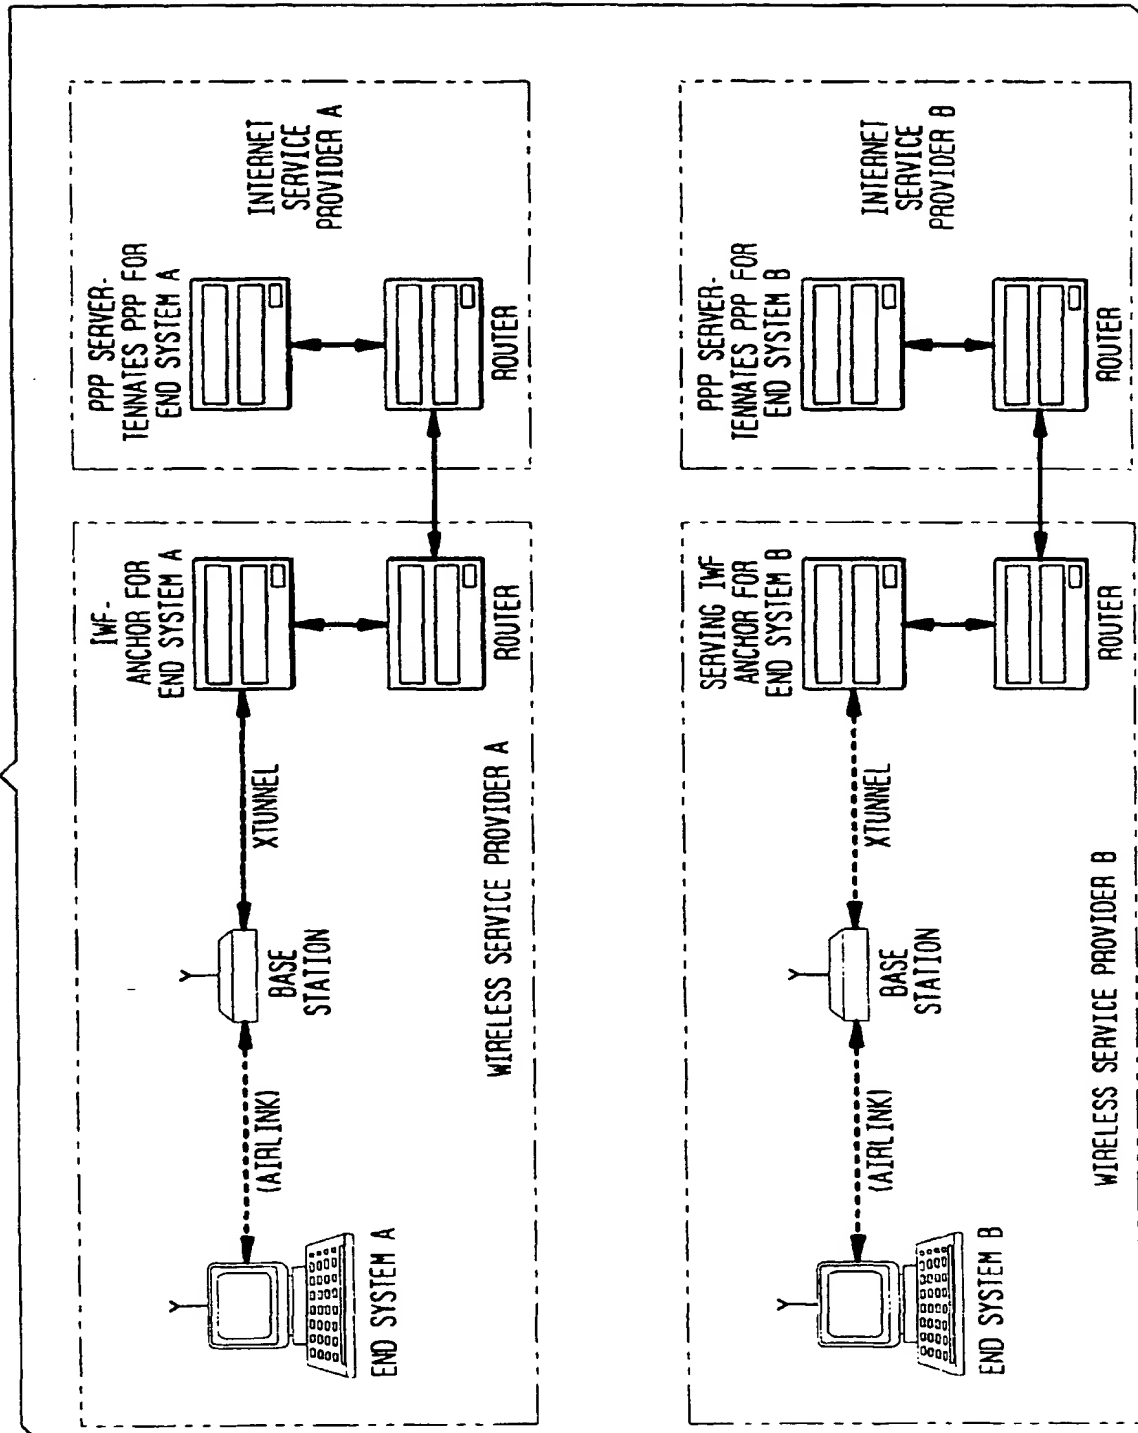 END SYSTEM A
(AIRLINK)
BASE
STATION
XTUNNEL
IWF-
ANCHOR FOR
END SYSTEM A
ROUTER
WIRELESS SERVICE PROVIDER A
PPP SERVER-
TENNATES PPP FOR
END SYSTEM A
ROUTER
INTERNET
SERVICE
PROVIDER A
END SYSTEM B
(AIRLINK)
BASE
STATION
XTUNNEL
SERVING IWF
ANCHOR FOR
END SYSTEM B
ROUTER
WIRELESS SERVICE PROVIDER B
PPP SERVER-
TENNATES PPP FOR
END SYSTEM B
ROUTER
INTERNET
SERVICE
PROVIDER B